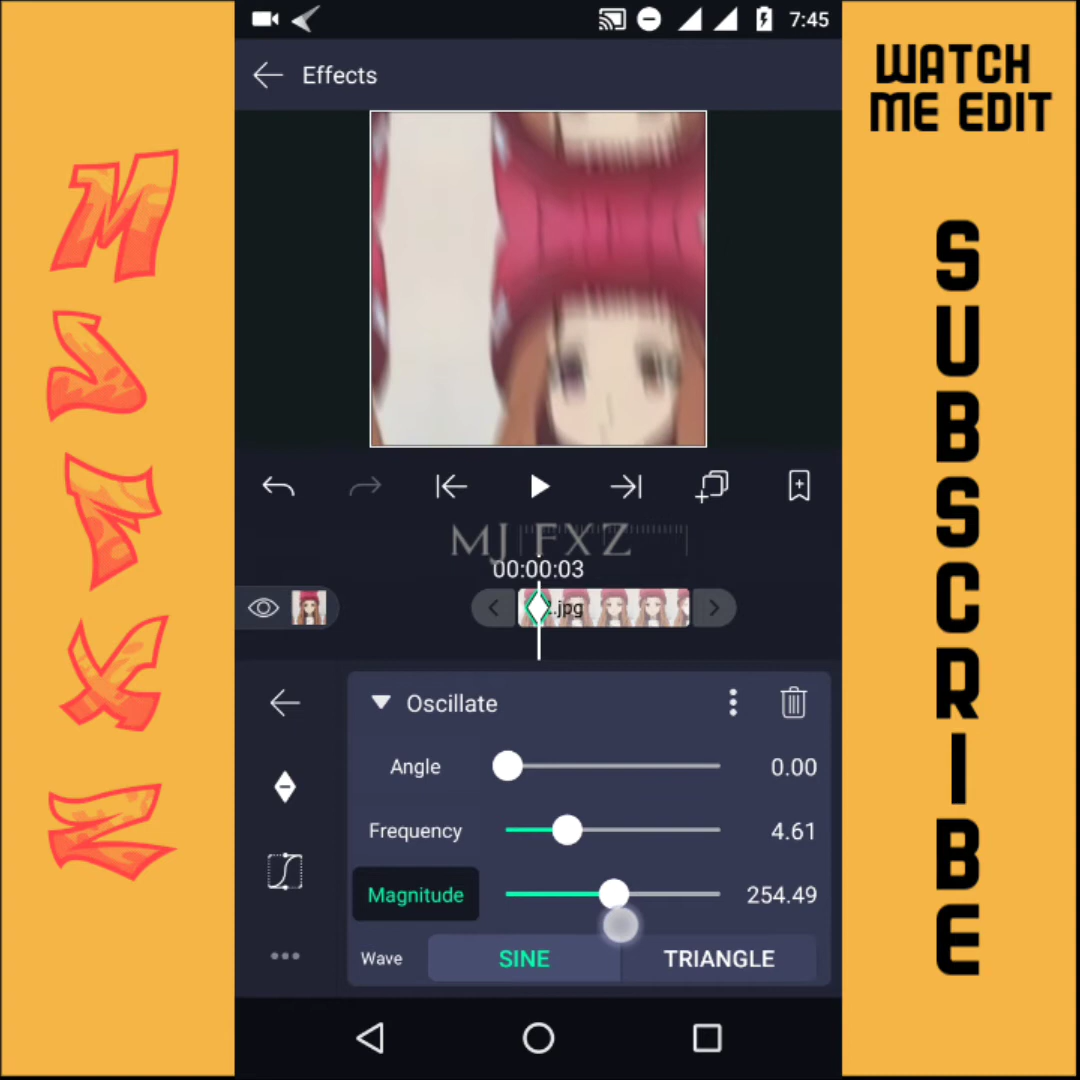 7:45
Effects
WATCH
ME EDIT
MJFXZ
SUBSCRIBE
MJ FXZ
00:00:03
.jpg
Oscillate
Angle 0.00
Frequency 4.61
Magnitude 254.49
Wave SINE TRIANGLE